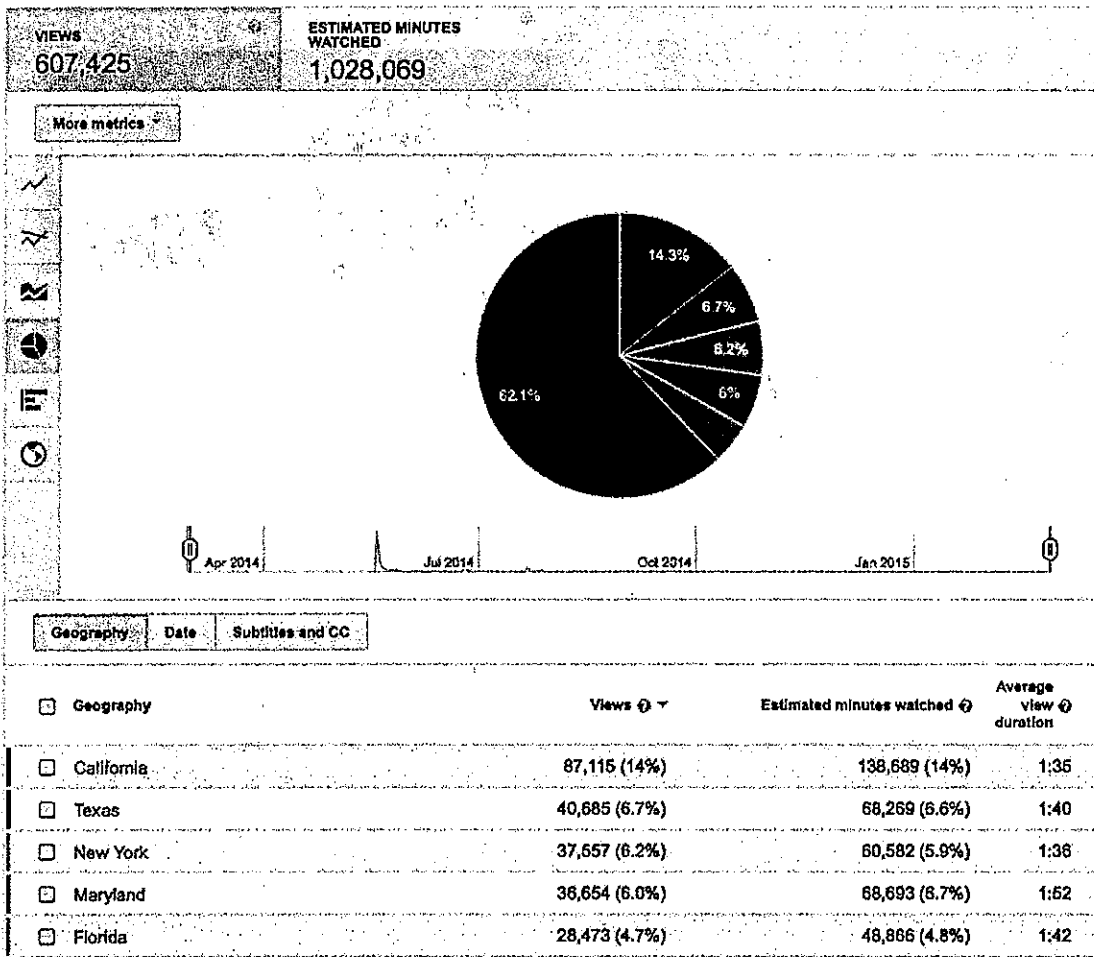 VIEWS
607,425
ESTIMATED MINUTES
WATCHED
1,028,069
More metrics
14.3%
6.7%
6.2%
6%
62.1%
Apr 2014
Jul 2014
Oct 2014
Jan 2015
Geography Date Subtitles and CC
Geography Views Estimated minutes watched Average view duration
California 87,115 (14%) 138,689 (14%) 1:35
Texas 40,685 (6.7%) 68,269 (6.6%) 1:40
New York 37,557 (6.2%) 60,582 (5.9%) 1:36
Maryland 36,654 (6.0%) 68,693 (6.7%) 1:52
Florida 28,473 (4.7%) 48,866 (4.8%) 1:42